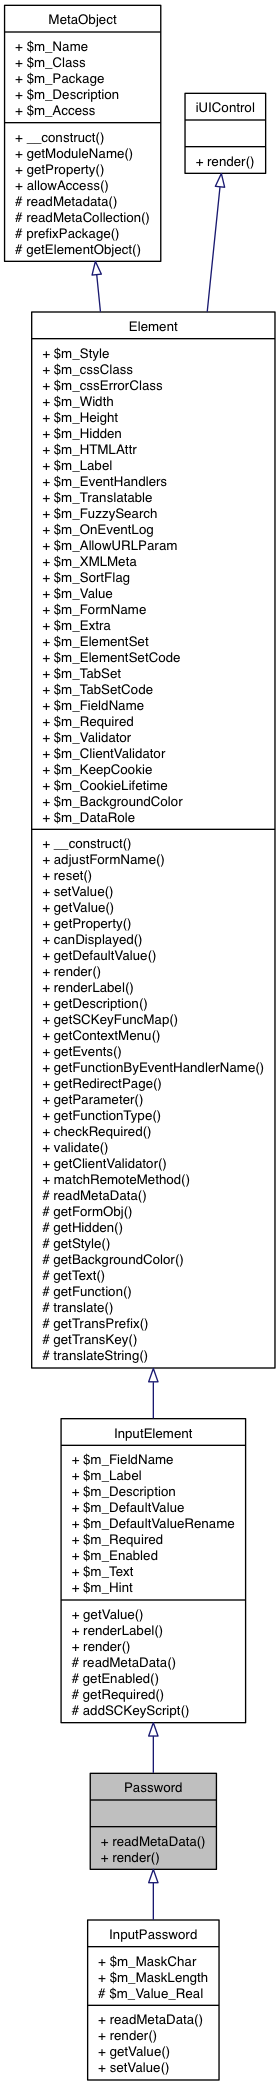 MetaObject
+ $m_Name
+ $m_Class
+ $m_Package
+ $m_Description
+ $m_Access
+ __construct()
+ getModuleName()
+ getProperty()
+ allowAccess()
# readMetadata()
# readMetaCollection()
# prefixPackage()
# getElementObject()
iUIControl
+ render()
Element
+ $m_Style
+ $m_cssClass
+ $m_cssErrorClass
+ $m_Width
+ $m_Height
+ $m_Hidden
+ $m_HTMLAttr
+ $m_Label
+ $m_EventHandlers
+ $m_Translatable
+ $m_FuzzySearch
+ $m_OnEventLog
+ $m_AllowURLParam
+ $m_XMLMeta
+ $m_SortFlag
+ $m_Value
+ $m_FormName
+ $m_Extra
+ $m_ElementSet
+ $m_ElementSetCode
+ $m_TabSet
+ $m_TabSetCode
+ $m_FieldName
+ $m_Required
+ $m_Validator
+ $m_ClientValidator
+ $m_KeepCookie
+ $m_CookieLifetime
+ $m_BackgroundColor
+ $m_DataRole
+ __construct()
+ adjustFormName()
+ reset()
+ setValue()
+ getValue()
+ getProperty()
+ canDisplayed()
+ getDefaultValue()
+ render()
+ renderLabel()
+ getDescription()
+ getSCKeyFuncMap()
+ getContextMenu()
+ getEvents()
+ getFunctionByEventHandlerName()
+ getRedirectPage()
+ getParameter()
+ getFunctionType()
+ checkRequired()
+ validate()
+ getClientValidator()
+ matchRemoteMethod()
# readMetaData()
# getFormObj()
# getHidden()
# getStyle()
# getBackgroundColor()
# getText()
# getFunction()
# translate()
# getTransPrefix()
# getTransKey()
# translateString()
InputElement
+ $m_FieldName
+ $m_Label
+ $m_Description
+ $m_DefaultValue
+ $m_DefaultValueRename
+ $m_Required
+ $m_Enabled
+ $m_Text
+ $m_Hint
+ getValue()
+ renderLabel()
+ render()
# readMetaData()
# getEnabled()
# getRequired()
# addSCKeyScript()
Password
+ readMetaData()
+ render()
InputPassword
+ $m_MaskChar
+ $m_MaskLength
# $m_Value_Real
+ readMetaData()
+ render()
+ getValue()
+ setValue()